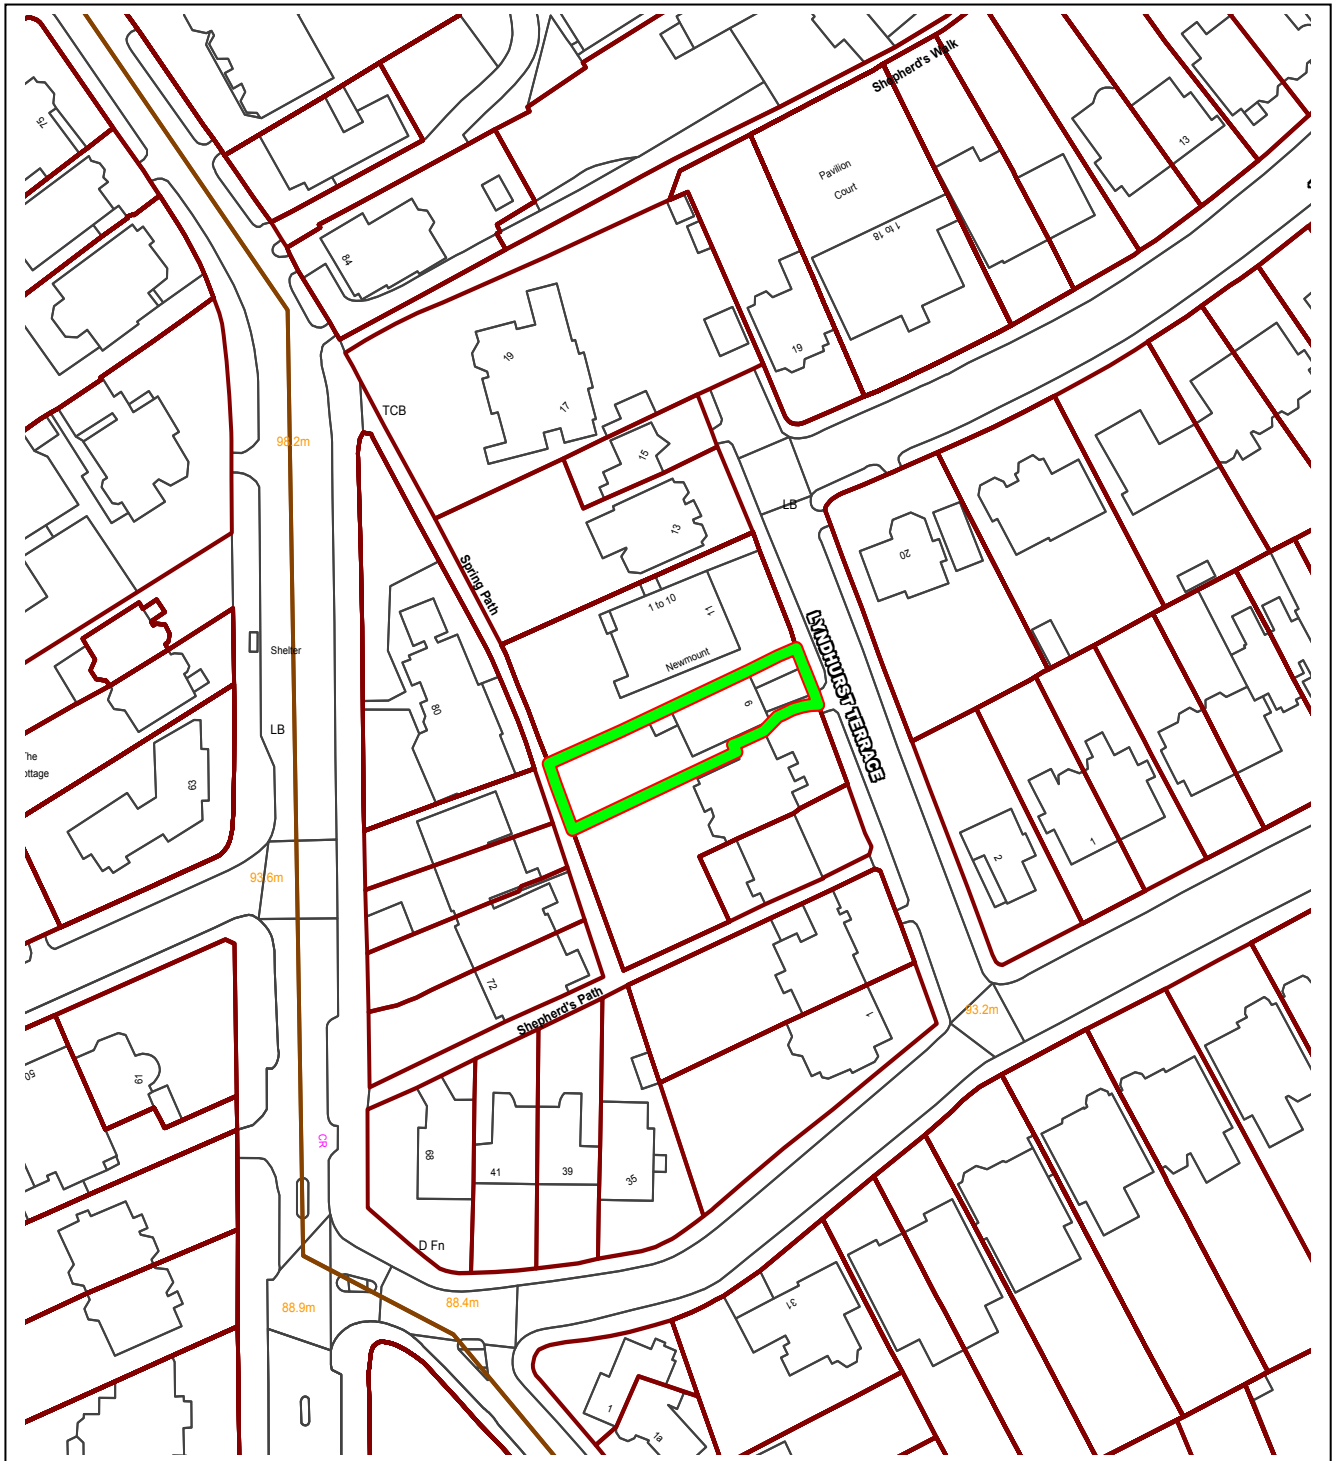 Shepherd's Walk
75
13
Pavilion
Court
1 to 18
84
19
19
17
TCB
98.2m
15
LB
13
20
Spring Path
1 to 10
11
LYNDHURST TERRACE
Shelter
Newmount
80
9
LB
The
ottage
63
2
1
93.6m
72
Shepherd's Path
1
93.2m
50
61
CR
68
41
39
35
D Fn
88.9m
88.4m
31
1
1a